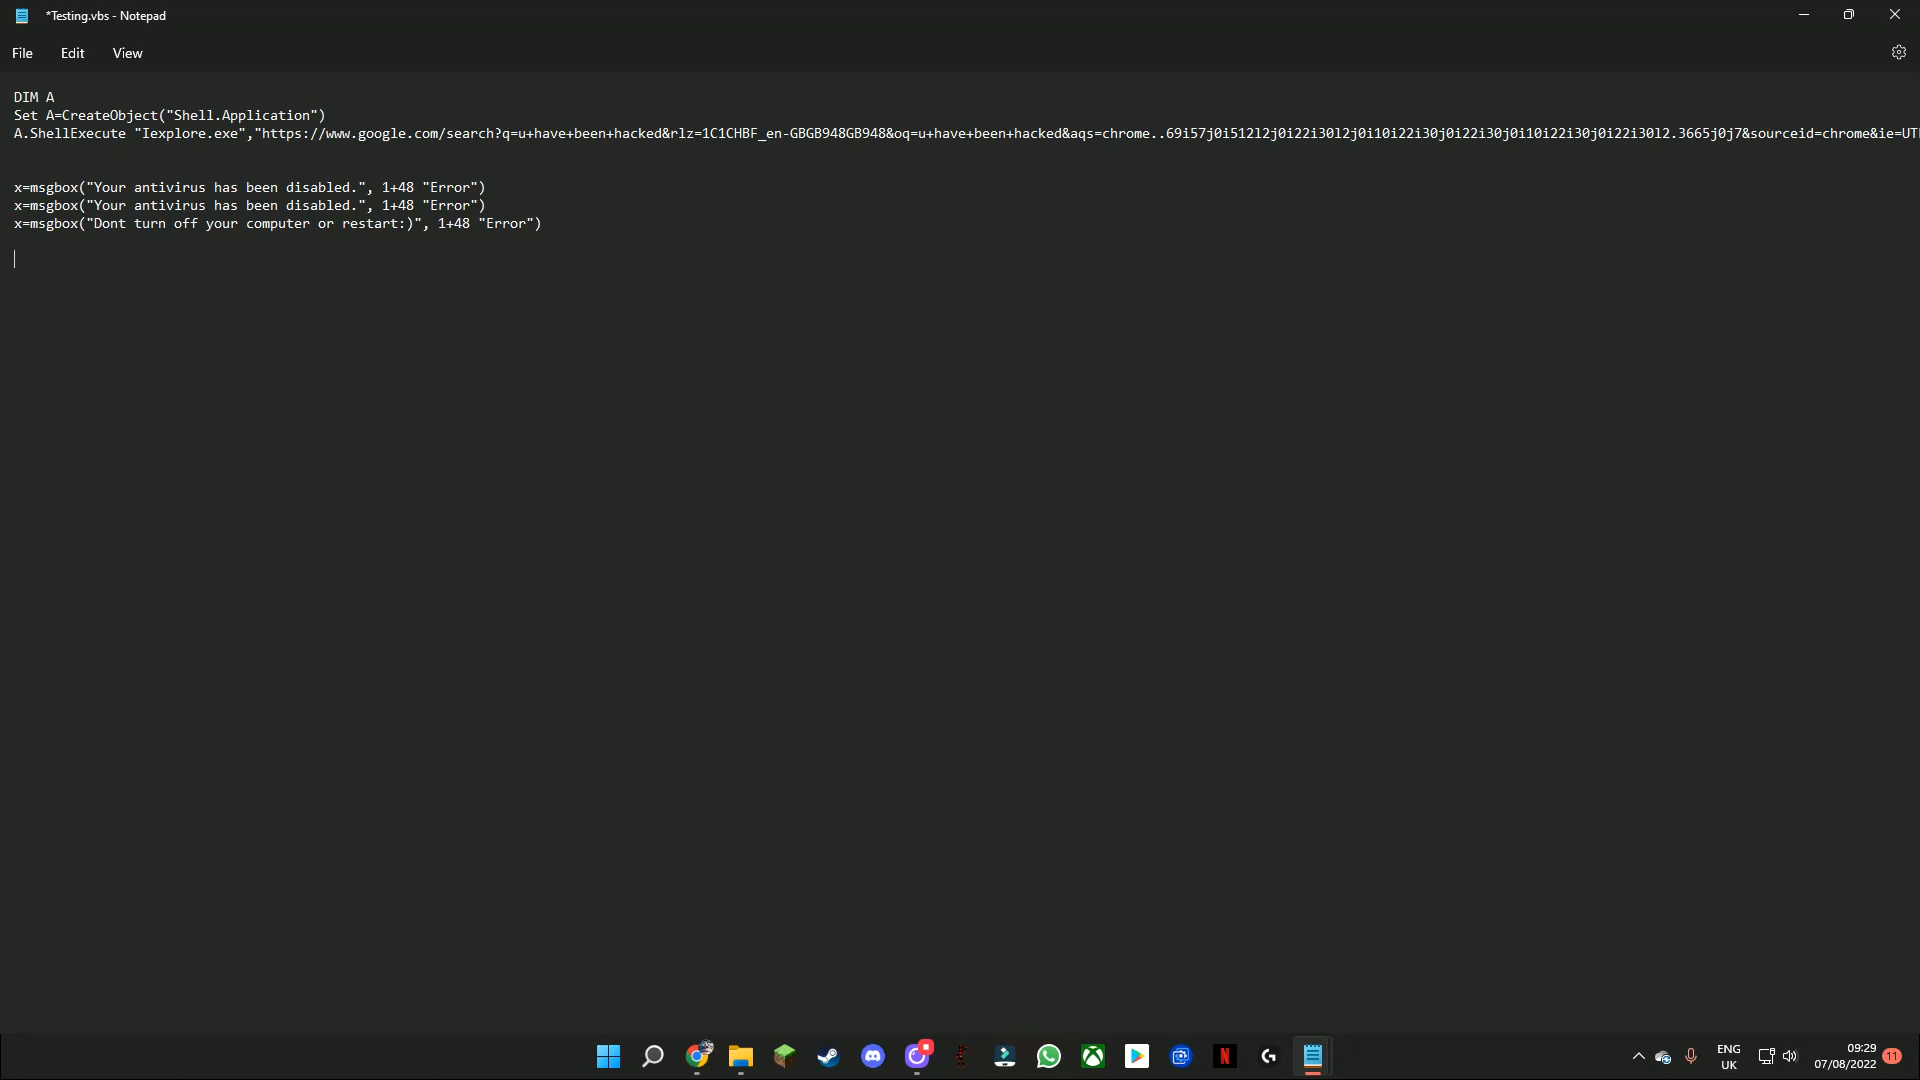 *Testing.vbs - Notepad
File Edit View
DIM A
Set A=CreateObject("Shell.Application")
A.ShellExecute "Iexplore.exe","https://www.google.com/search?q=u+have+been+hacked&rlz=1C1CHBF_en-GBGB948GB948&oq=u+have+been+hacked&aqs=chrome..69i57j0i512l2j0i22i30l2j0i10i22i30j0i22i30j0i10i22i30j0i22i30l2.3665j0j7&sourceid=chrome&ie=UT
x=msgbox("Your antivirus has been disabled.", 1+48 "Error")
x=msgbox("Your antivirus has been disabled.", 1+48 "Error")
x=msgbox("Dont turn off your computer or restart:)", 1+48 "Error")
ENG
UK
09:29
07/08/2022
11